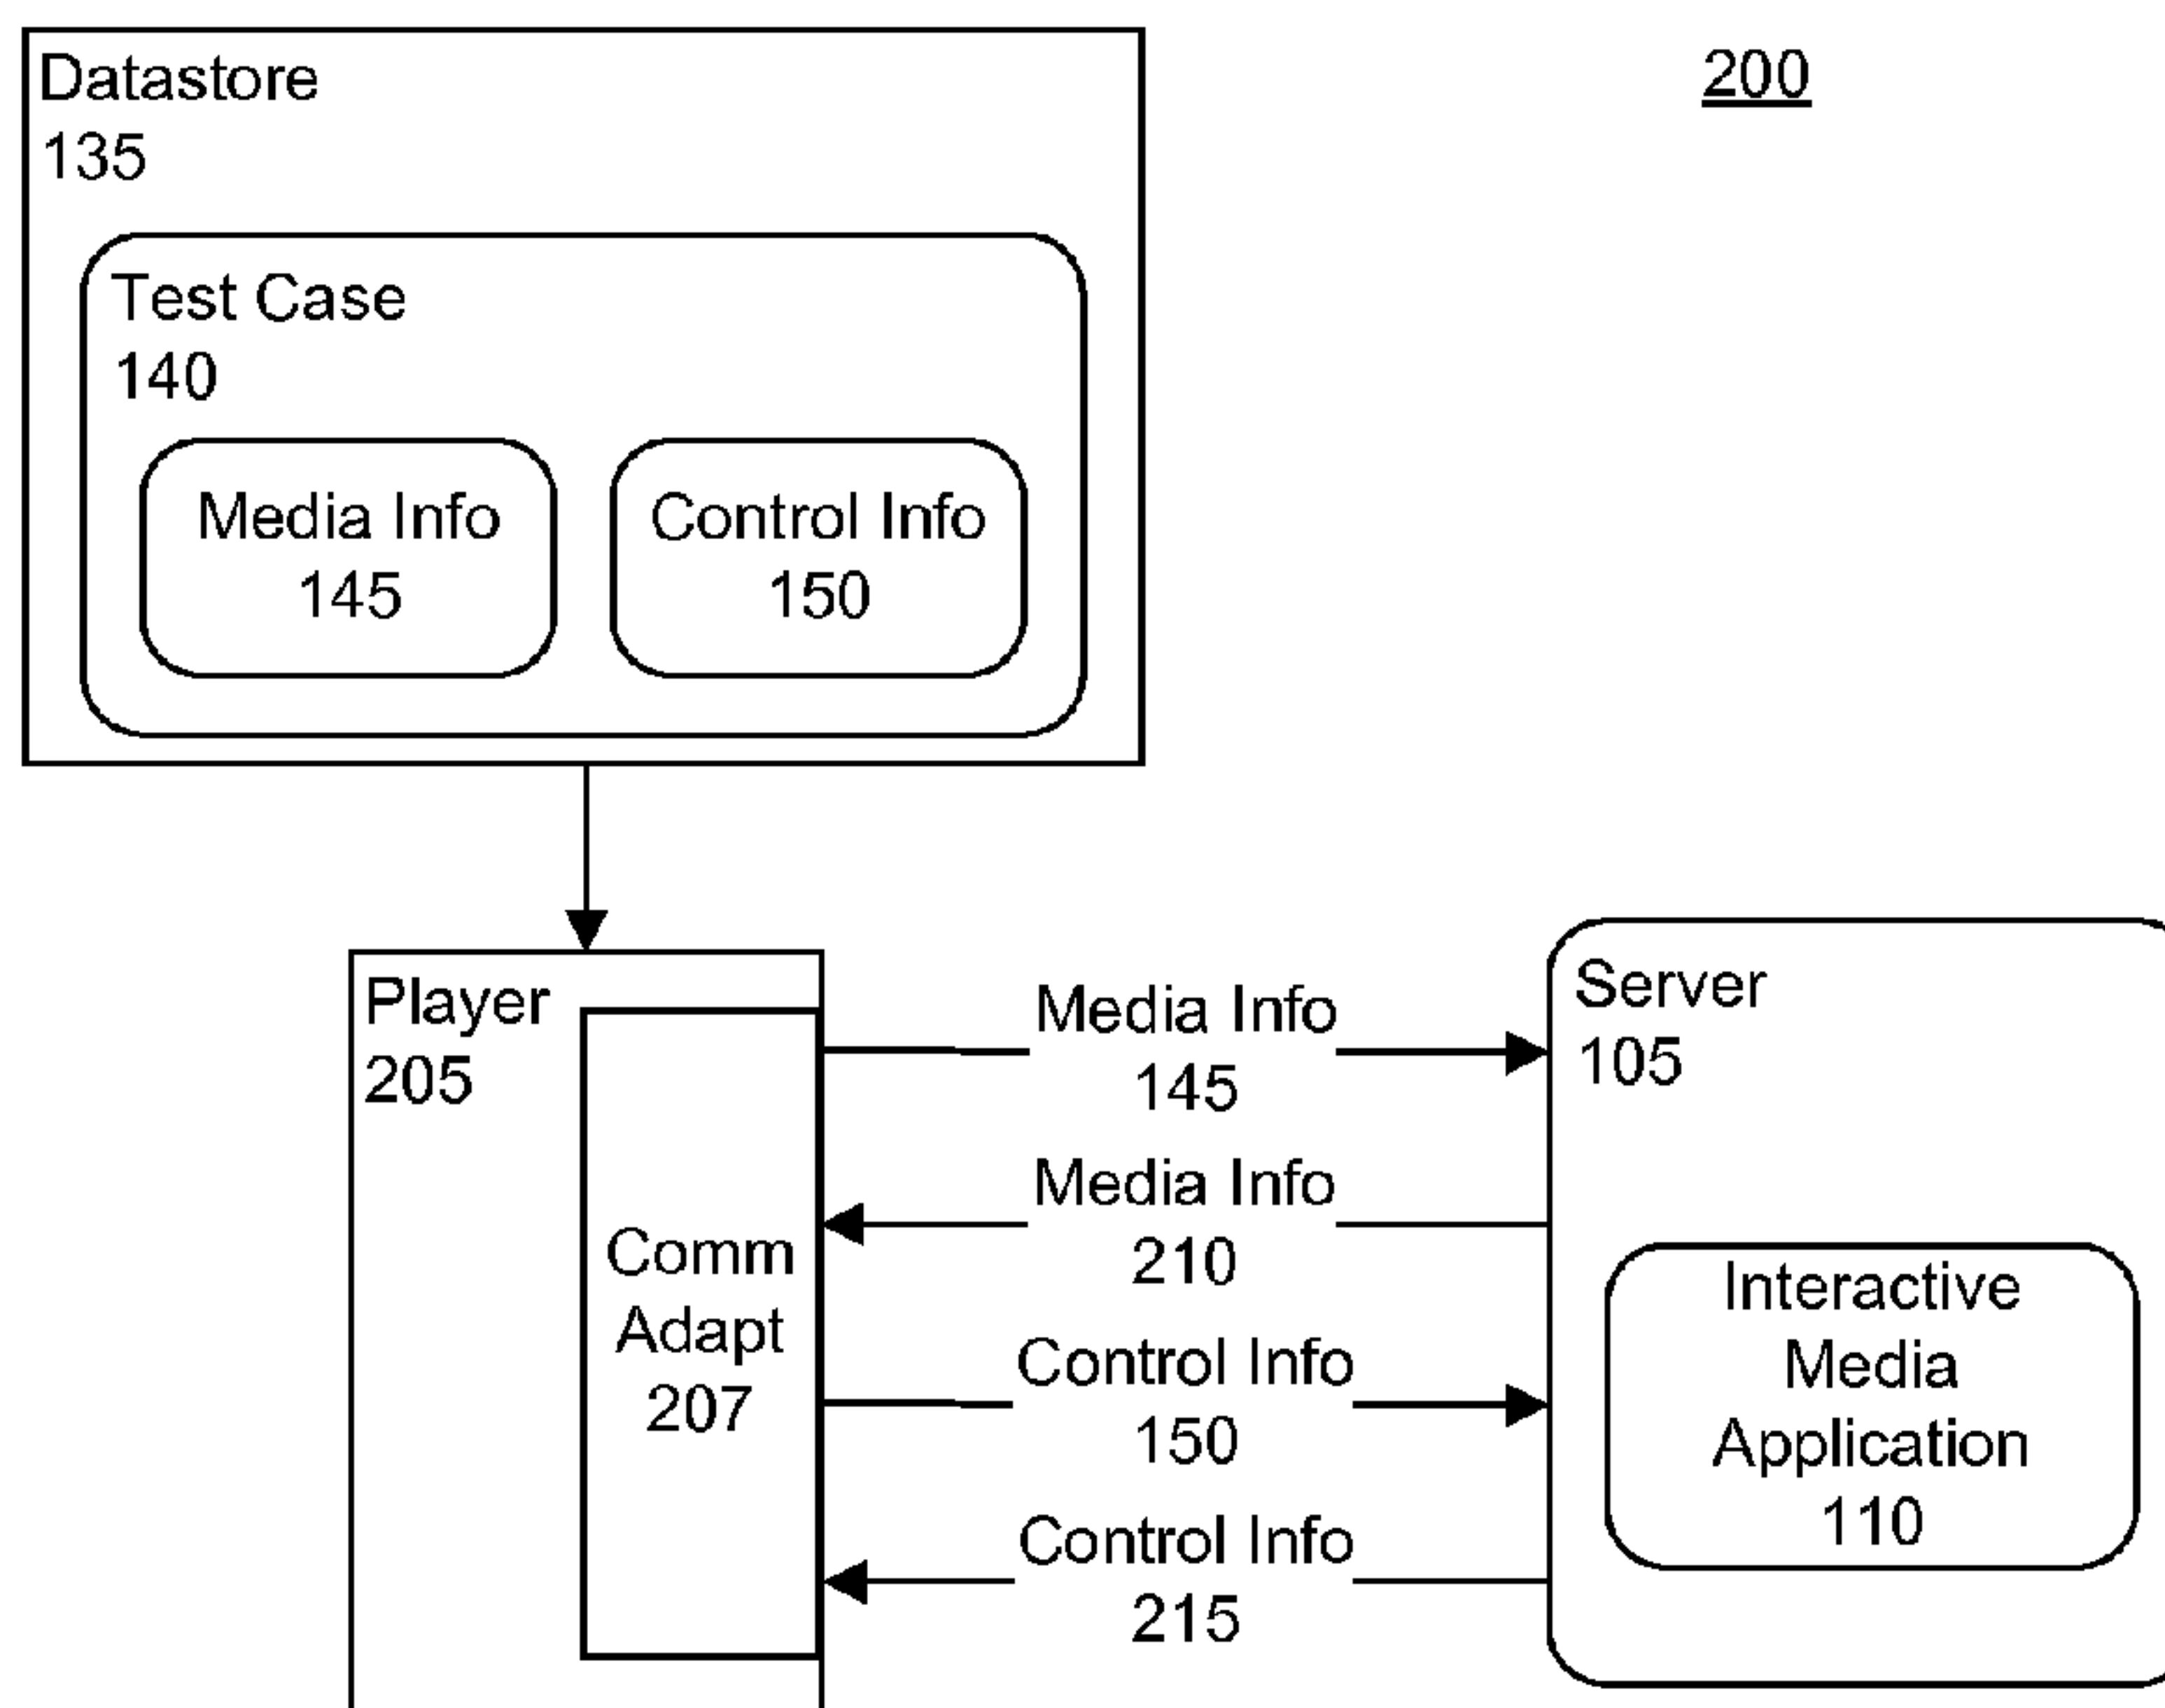 Datastore
135
200
Test Case
140
Media Info
145
Control Info
150
Player
205
Comm
Adapt
207
Media Info
145
Media Info
210
Control Info
150
Control Info
215
Server
105
Interactive
Media
Application
110